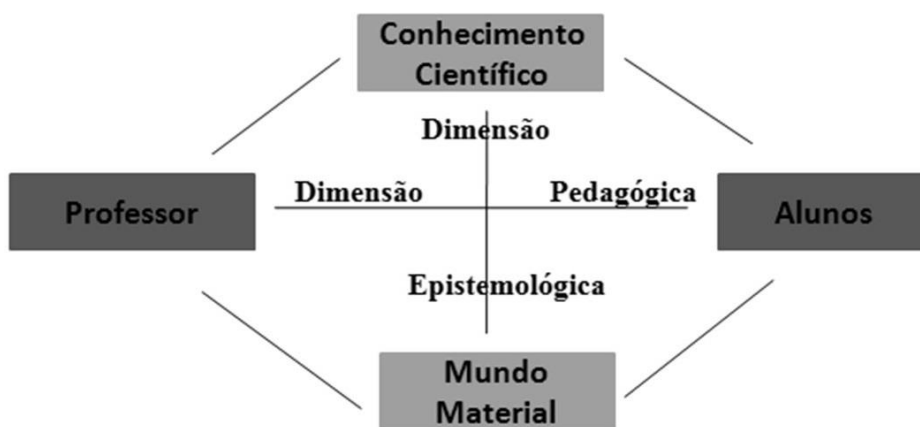 Conhecimento
Científico
Dimensão
Professor
Dimensão
Pedagógica
Alunos
Epistemológica
Mundo
Material